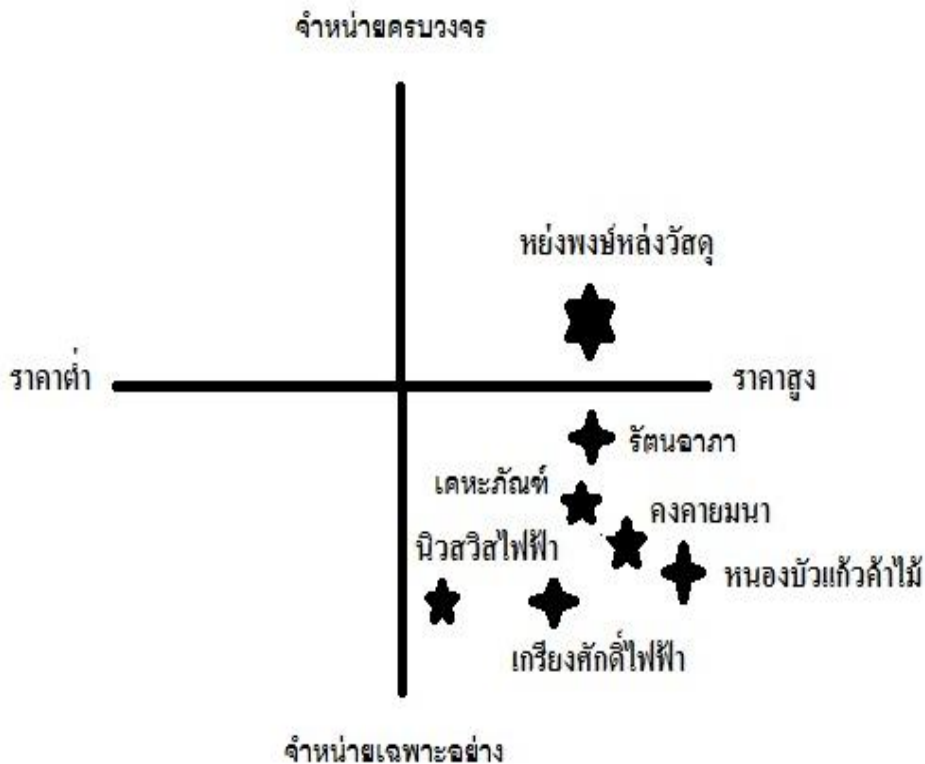 จำหน่ายครบวงจร
หย่งพงษ์หล่งวัสดุ
ราคาต่ำ
ราคาสูง
รัตนอาภา
เคหะภัณฑ์
คงคายมนา
นิวสวิสไฟฟ้า
หนองบัวแก้วค้าไม้
เกรียงศักดิ์ไฟฟ้า
จำหน่ายเฉพาะอย่าง